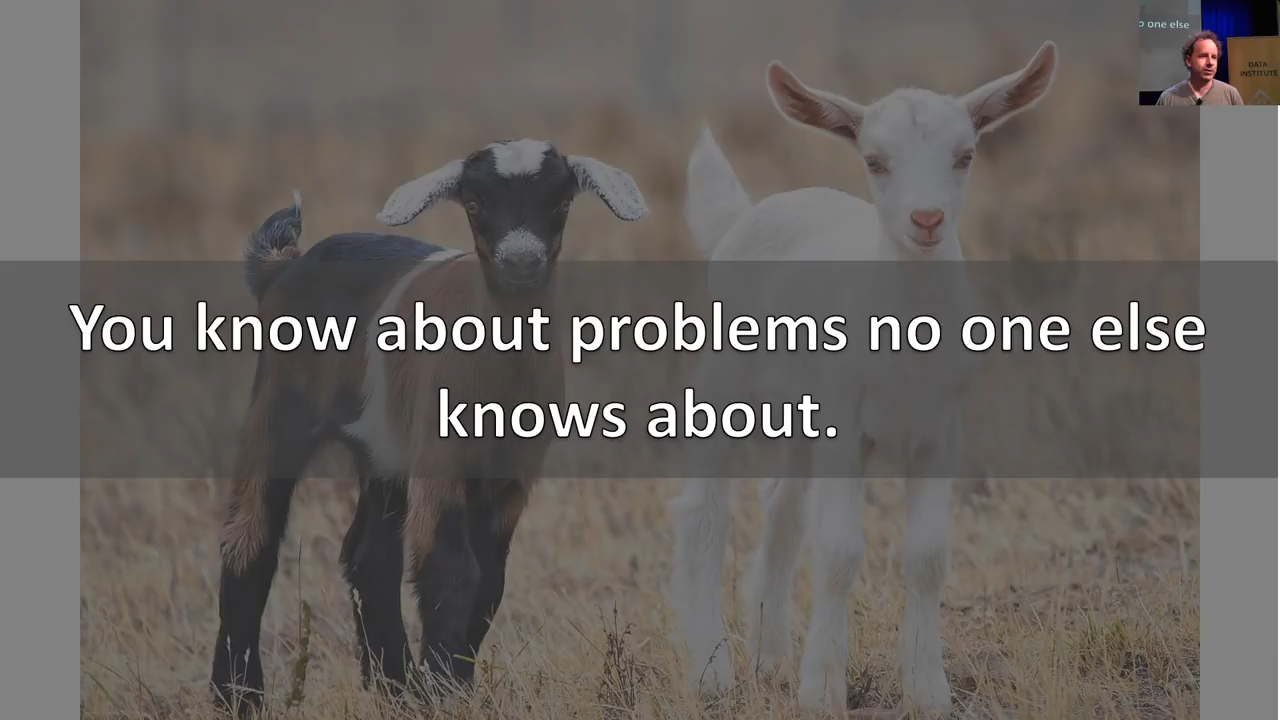 o one else
DATA
INSTITUTE
You know about problems no one else
knows about.